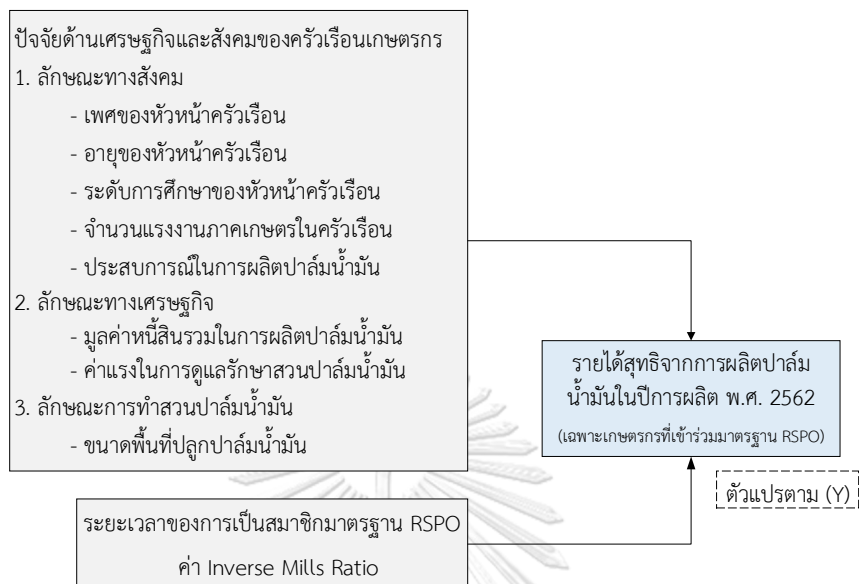 ปัจจัยด้านเศรษฐกิจและสังคมของครัวเรือนเกษตรกร
1. ลักษณะทางสังคม
- เพศของหัวหน้าครัวเรือน
- อายุของหัวหน้าครัวเรือน
- ระดับการศึกษาของหัวหน้าครัวเรือน
- จำนวนแรงงานภาคเกษตรในครัวเรือน
- ประสบการณ์ในการผลิตปาล์มน้ำมัน
2. ลักษณะทางเศรษฐกิจ
- มูลค่าหนี้สินรวมในการผลิตปาล์มน้ำมัน
- ค่าแรงในการดูแลรักษาสวนปาล์มน้ำมัน
3. ลักษณะการทำสวนปาล์มน้ำมัน
- ขนาดพื้นที่ปลูกปาล์มน้ำมัน
รายได้สุทธิจากการผลิตปาล์ม
น้ำมันในปีการผลิต พ.ศ. 2562
(เฉพาะเกษตรกรที่เข้าร่วมมาตรฐาน RSPO)
ตัวแปรตาม (Y)
ระยะเวลาของการเป็นสมาชิกมาตรฐาน RSPO
ค่า Inverse Mills Ratio